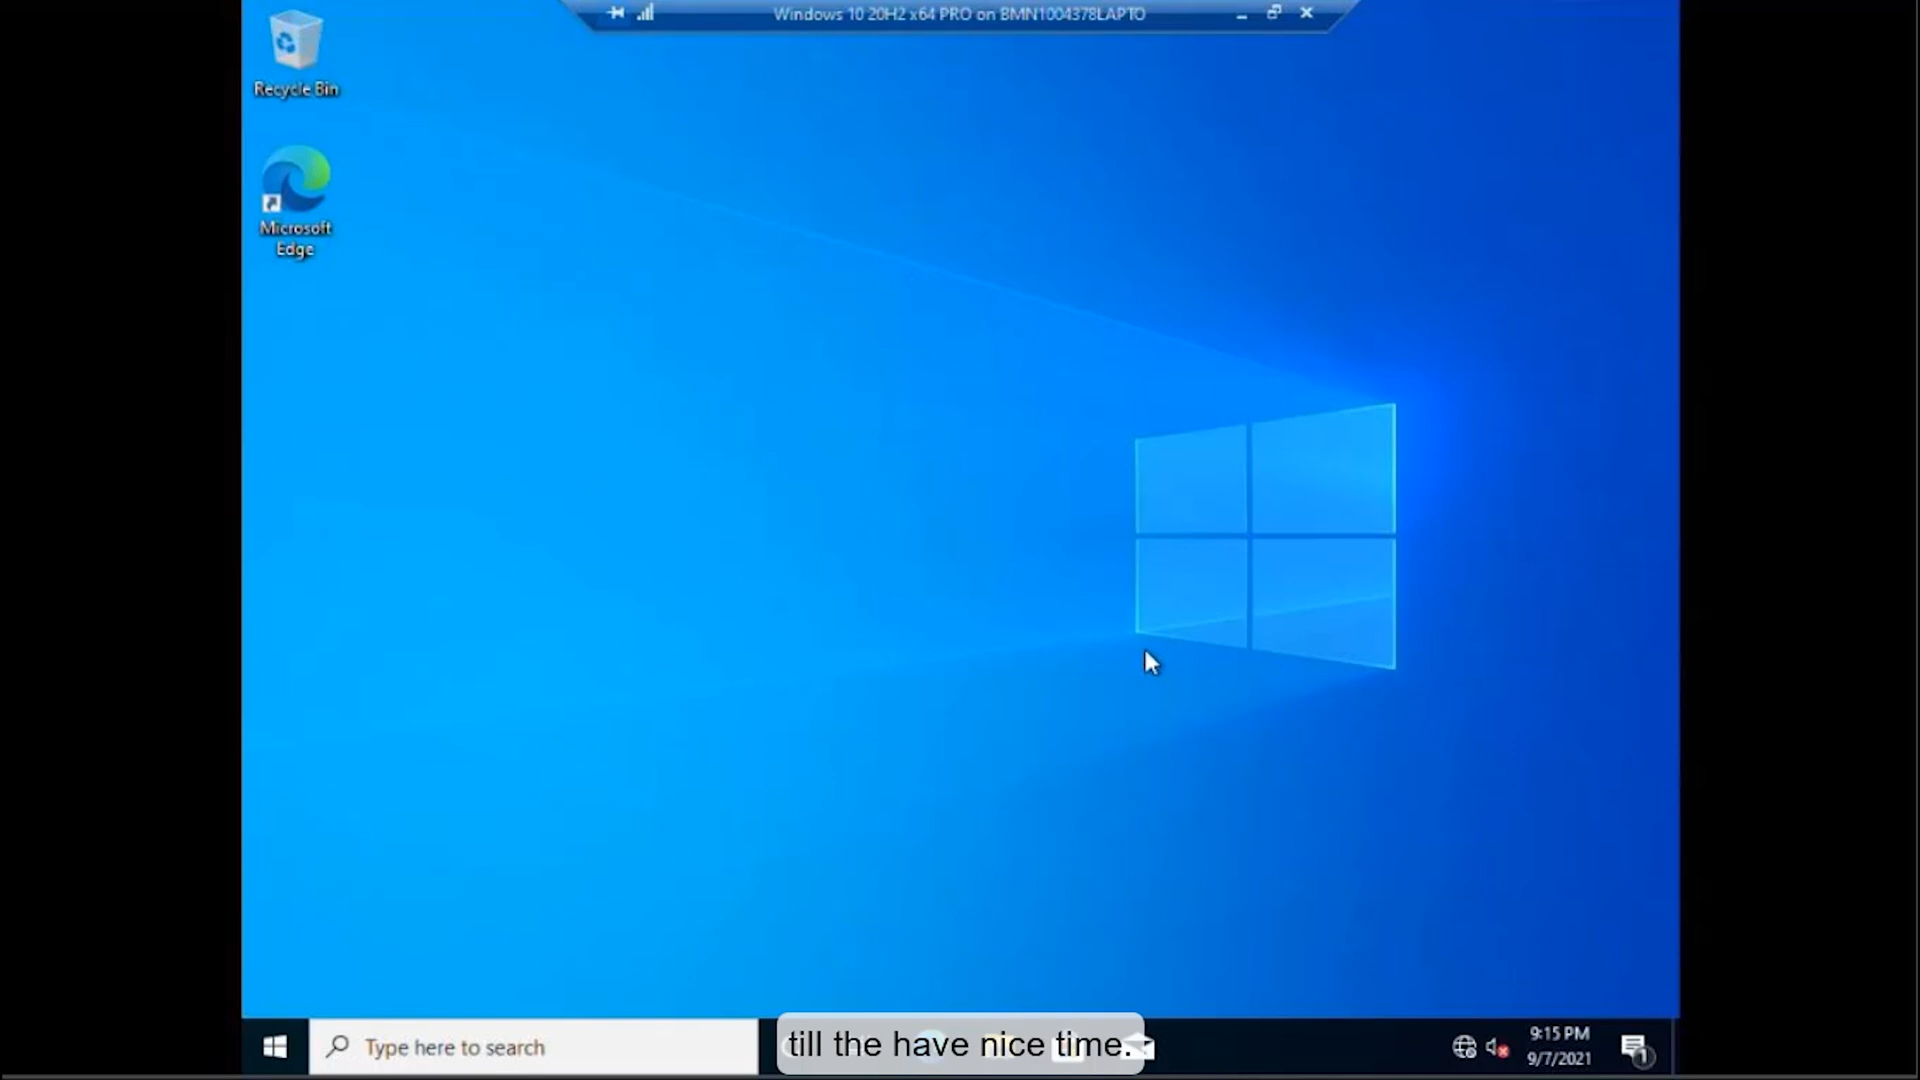 Windows 10 20H2 x64 PRO on BMN1004378LAPTO
Recycle Bin
Microsoft
Edge
Type here to search
till the have nice time.
9:15 PM
9/7/2021
1